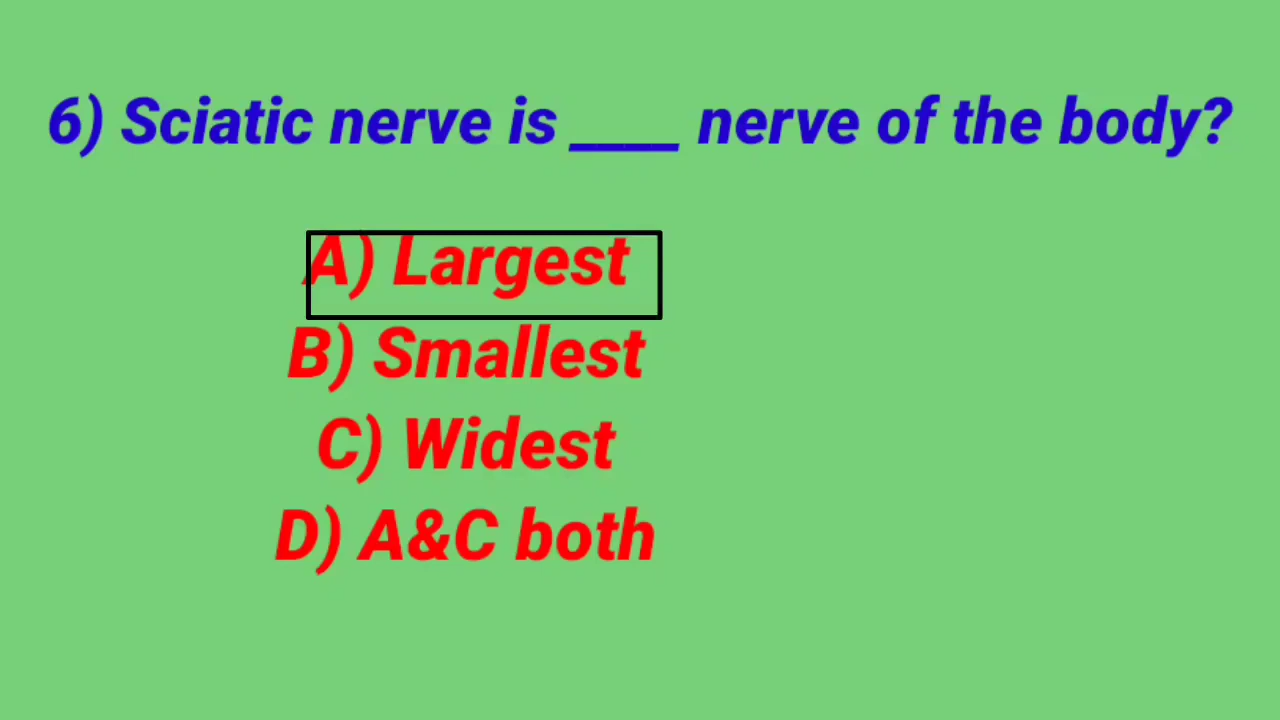 6) Sciatic nerve is ____ nerve of the body?
A) Largest
B) Smallest
C) Widest
D) A&C both